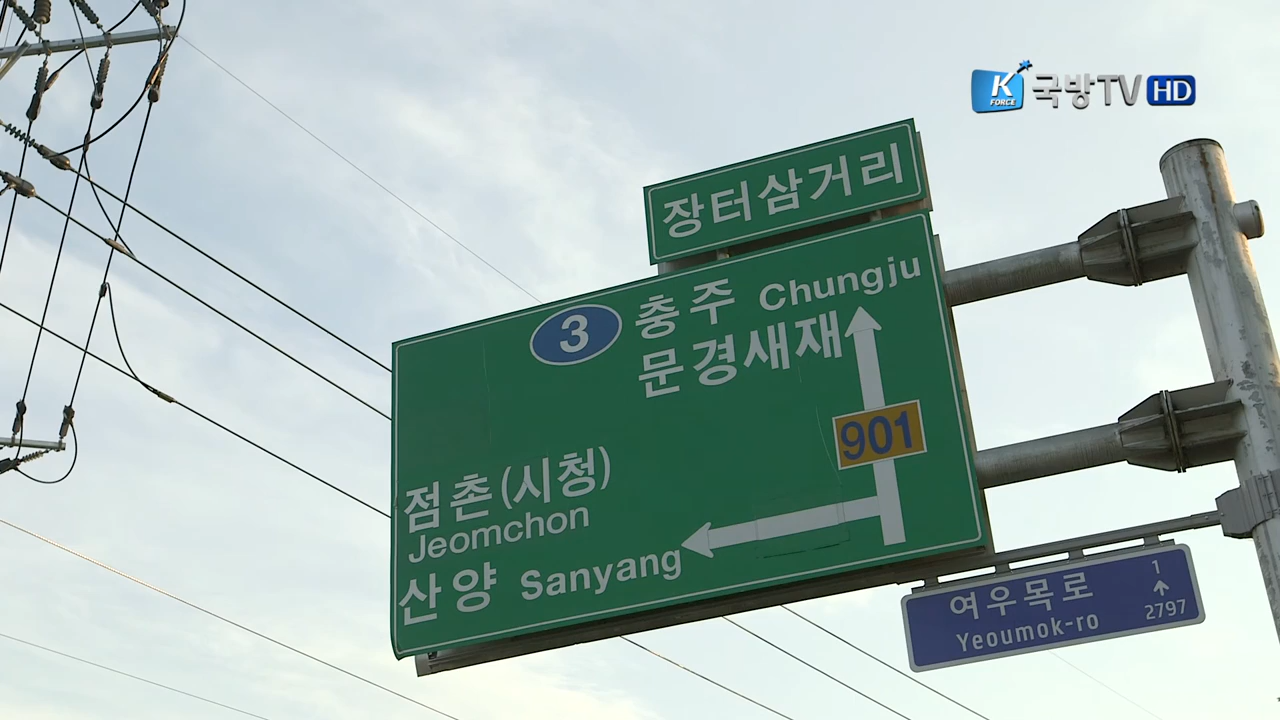 K FORCE 국방TV HD
장터삼거리
3 충주 Chungju
문경새재
901
점촌(시청)
Jeomchon
산양 Sanyang
여우목로 1
Yeoumok-ro 2797